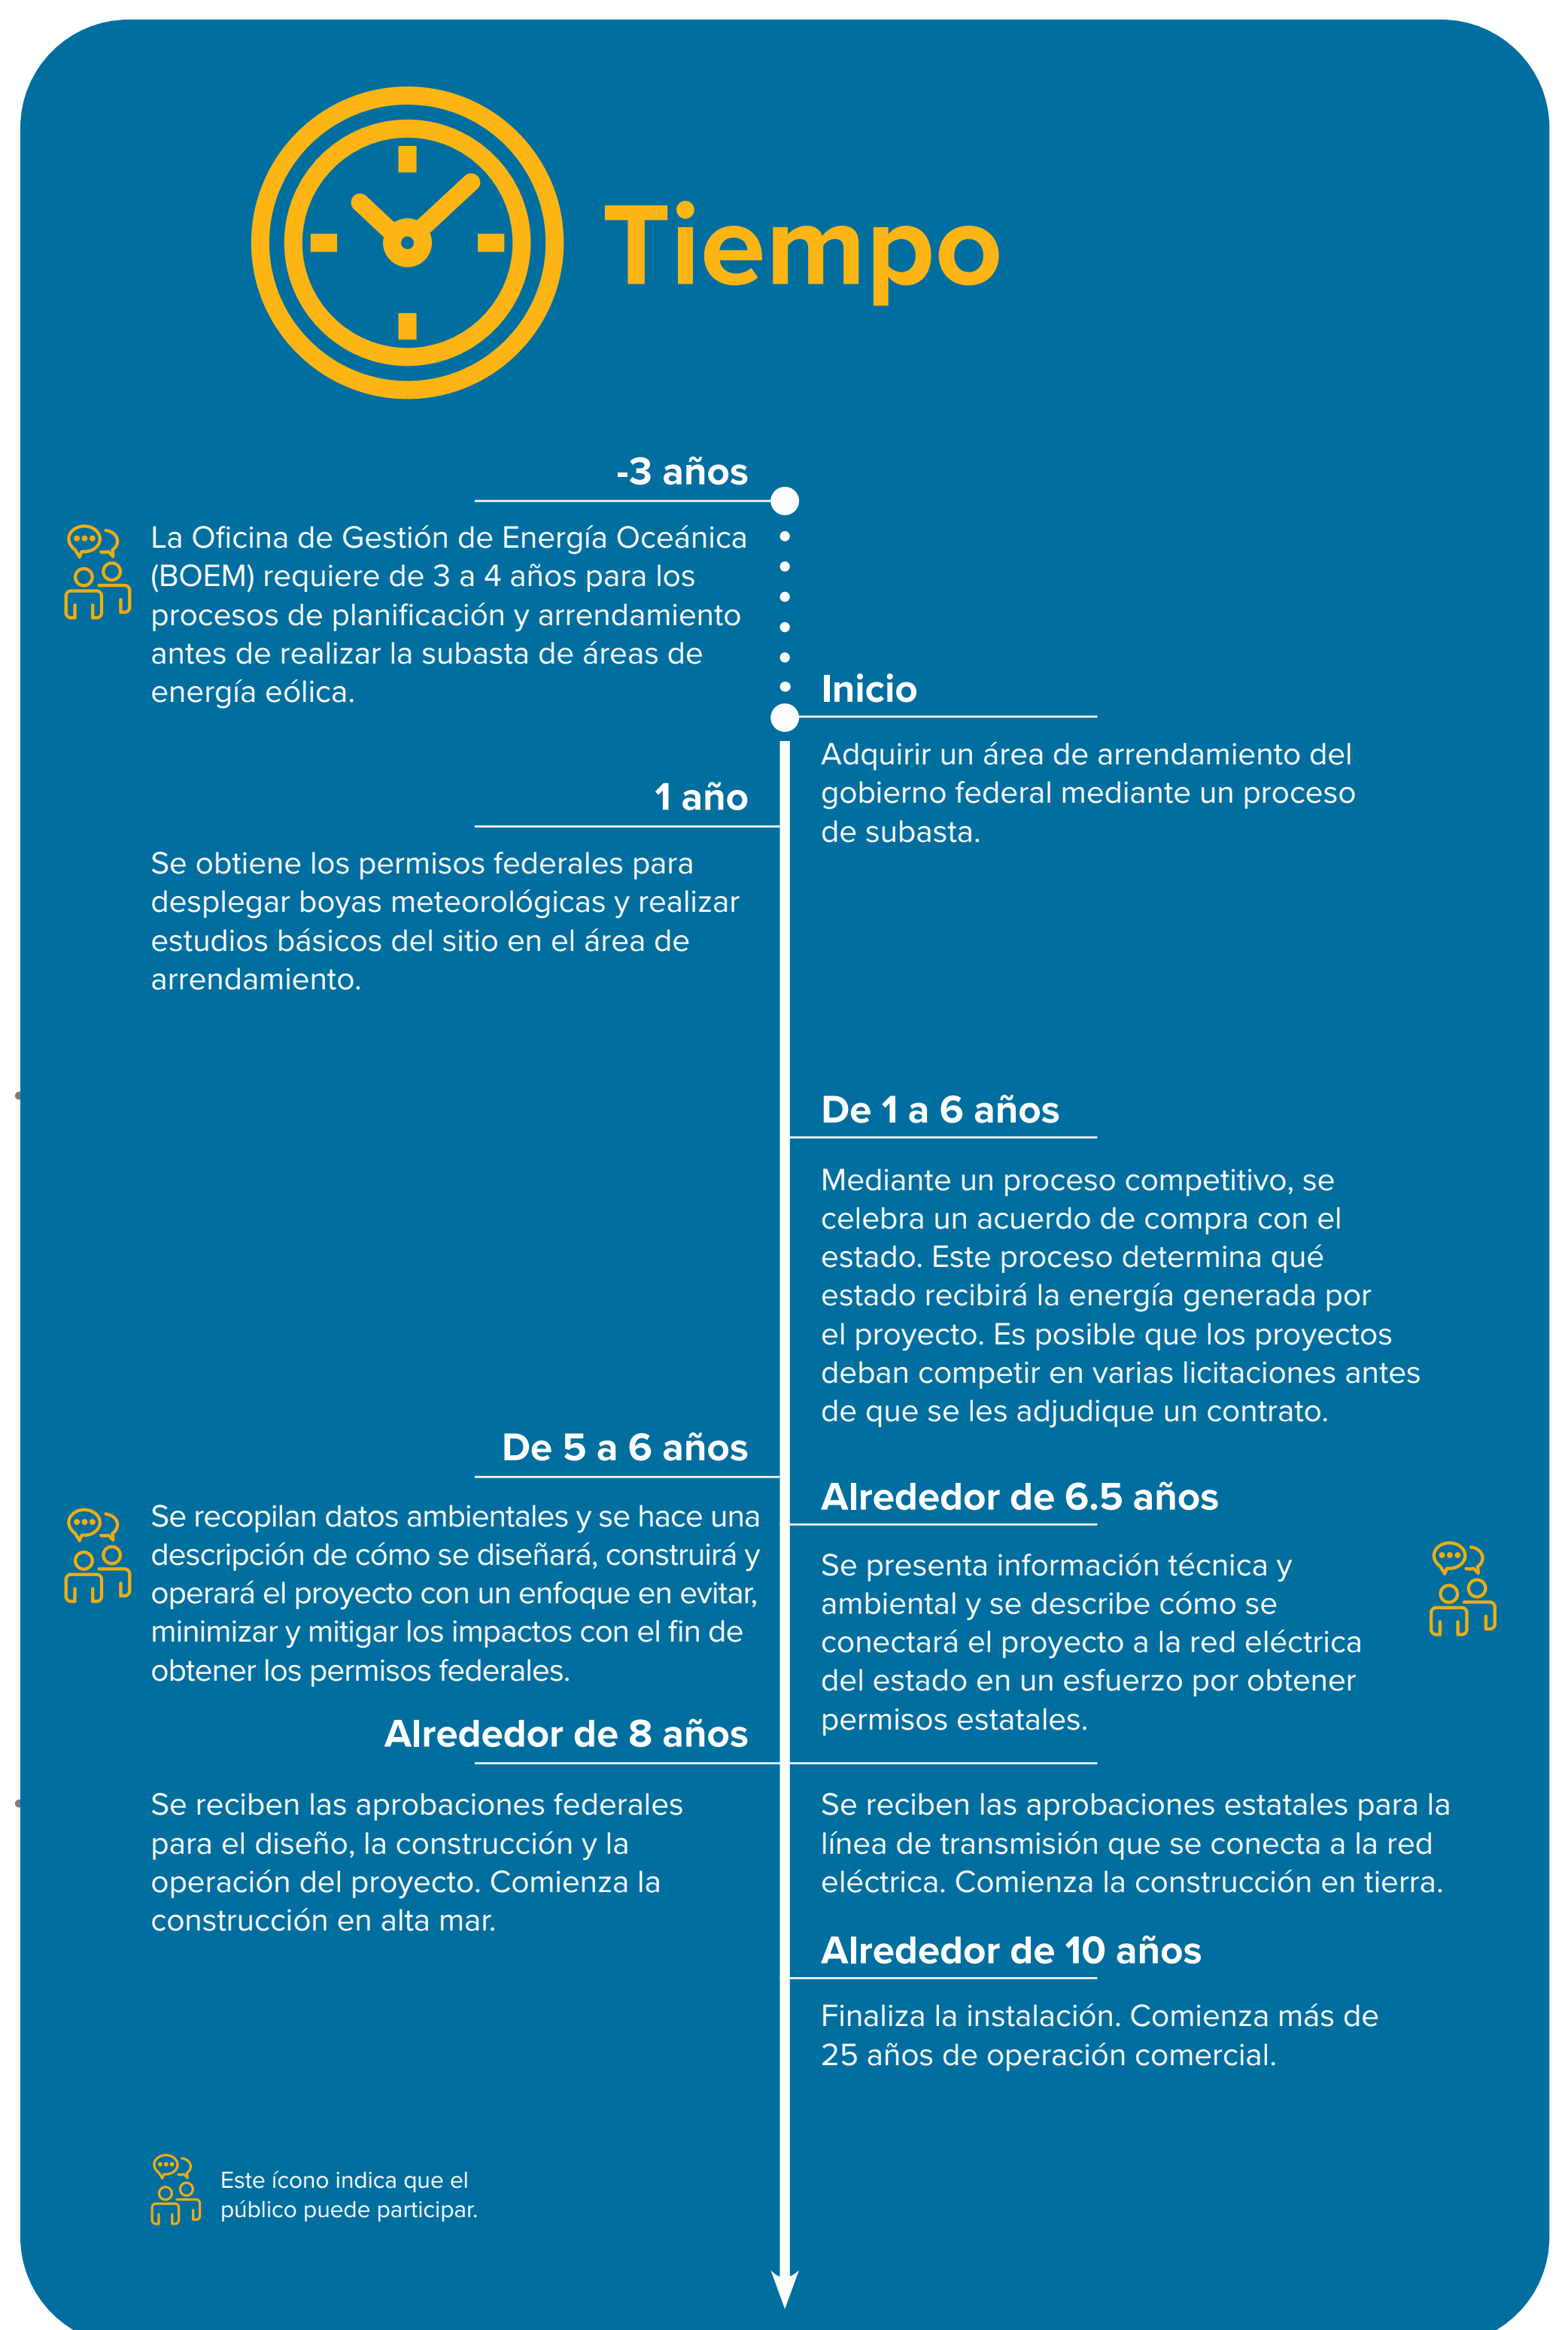 Tiempo
-3 años
La Oficina de Gestión de Energía Oceánica
(BOEM) requiere de 3 a 4 años para los
procesos de planificación y arrendamiento
antes de realizar la subasta de áreas de
energía eólica.
Inicio
Adquirir un área de arrendamiento del
gobierno federal mediante un proceso
de subasta.
1 año
Se obtiene los permisos federales para
desplegar boyas meteorológicas y realizar
estudios básicos del sitio en el área de
arrendamiento.
De 1 a 6 años
Mediante un proceso competitivo, se
celebra un acuerdo de compra con el
estado. Este proceso determina qué
estado recibirá la energía generada por
el proyecto. Es posible que los proyectos
deban competir en varias licitaciones antes
de que se les adjudique un contrato.
De 5 a 6 años
Se recopilan datos ambientales y se hace una
descripción de cómo se diseñará, construirá y
operará el proyecto con un enfoque en evitar,
minimizar y mitigar los impactos con el fin de
obtener los permisos federales.
Alrededor de 6.5 años
Se presenta información técnica y
ambiental y se describe cómo se
conectará el proyecto a la red eléctrica
del estado en un esfuerzo por obtener
permisos estatales.
Alrededor de 8 años
Se reciben las aprobaciones federales
para el diseño, la construcción y la
operación del proyecto. Comienza la
construcción en alta mar.
Se reciben las aprobaciones estatales para la
línea de transmisión que se conecta a la red
eléctrica. Comienza la construcción en tierra.
Alrededor de 10 años
Finaliza la instalación. Comienza más de
25 años de operación comercial.
Este ícono indica que el
público puede participar.